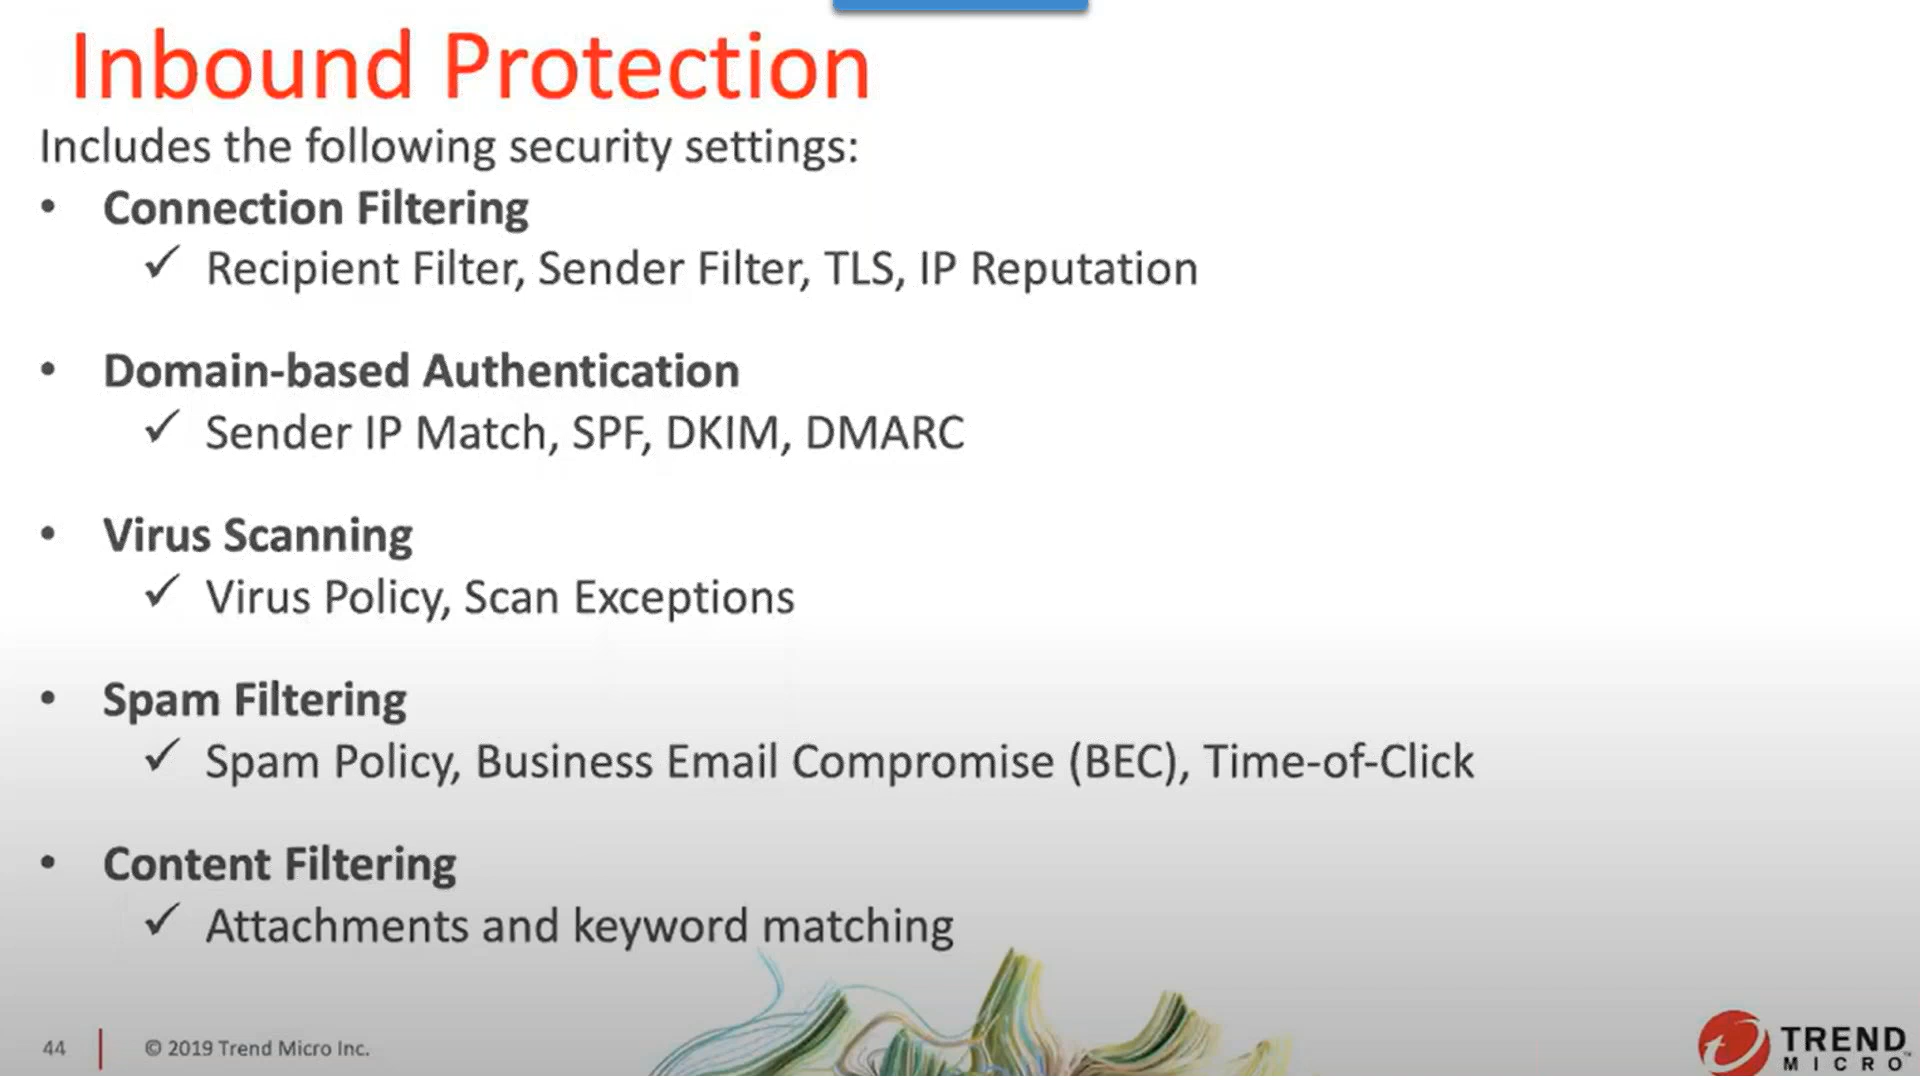 Inbound Protection
Includes the following security settings:
• Connection Filtering
✓ Recipient Filter, Sender Filter, TLS, IP Reputation
• Domain-based Authentication
✓ Sender IP Match, SPF, DKIM, DMARC
• Virus Scanning
✓ Virus Policy, Scan Exceptions
• Spam Filtering
✓ Spam Policy, Business Email Compromise (BEC), Time-of-Click
• Content Filtering
✓ Attachments and keyword matching
44
© 2019 Trend Micro Inc.
TREND
MICRO™